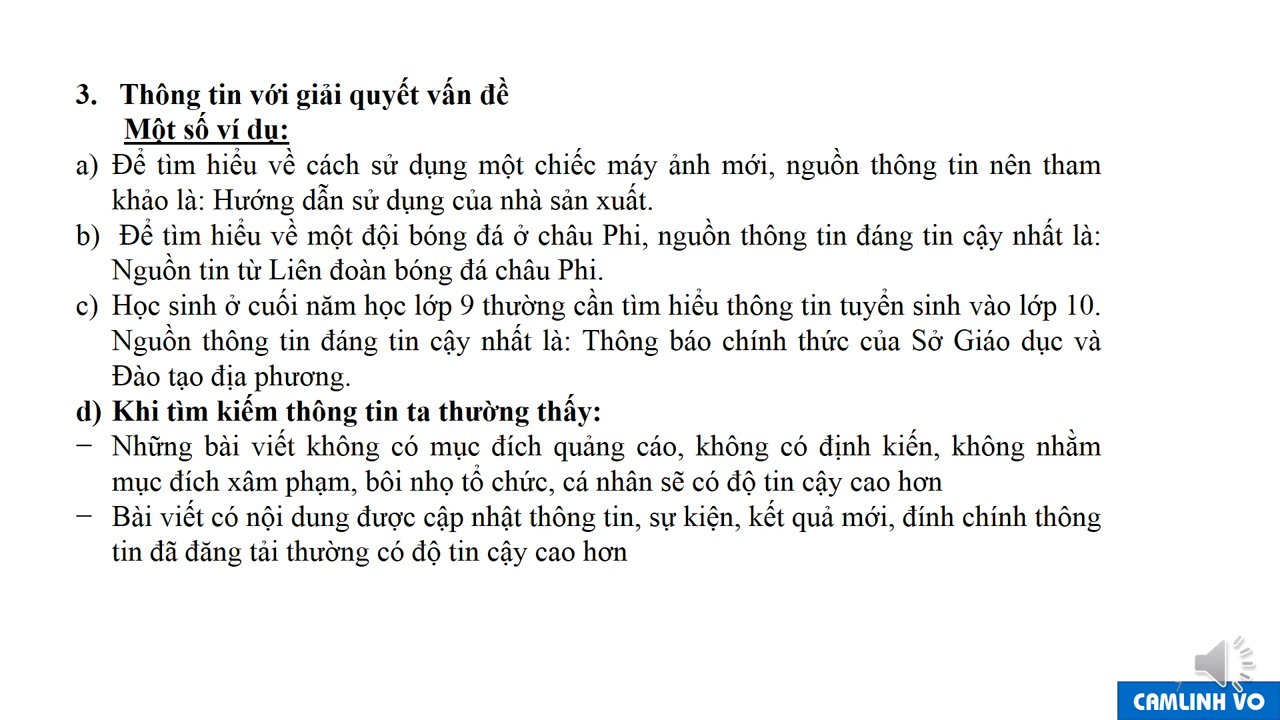 3. Thông tin với giải quyết vấn đề
Một số ví dụ:
a) Để tìm hiểu về cách sử dụng một chiếc máy ảnh mới, nguồn thông tin nên tham
khảo là: Hướng dẫn sử dụng của nhà sản xuất.
b) Để tìm hiểu về một đội bóng đá ở châu Phi, nguồn thông tin đáng tin cậy nhất là:
Nguồn tin từ Liên đoàn bóng đá châu Phi.
c) Học sinh ở cuối năm học lớp 9 thường cần tìm hiểu thông tin tuyển sinh vào lớp 10.
Nguồn thông tin đáng tin cậy nhất là: Thông báo chính thức của Sở Giáo dục và
Đào tạo địa phương.
d) Khi tìm kiếm thông tin ta thường thấy:
− Những bài viết không có mục đích quảng cáo, không có định kiến, không nhằm
mục đích xâm phạm, bôi nhọ tổ chức, cá nhân sẽ có độ tin cậy cao hơn
− Bài viết có nội dung được cập nhật thông tin, sự kiện, kết quả mới, đính chính thông
tin đã đăng tải thường có độ tin cậy cao hơn
7
CAMLINH VO